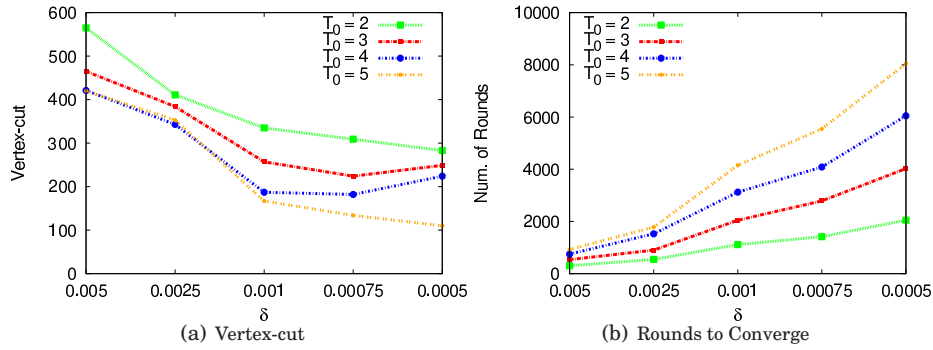 600
500
400
300
200
100
0
Vertex-cut
T0 = 2
T0 = 3
T0 = 4
T0 = 5
0.005 0.0025 0.001 0.00075 0.0005
δ
(a) Vertex-cut
10000
8000
6000
4000
2000
0
Num. of Rounds
T0 = 2
T0 = 3
T0 = 4
T0 = 5
0.005 0.0025 0.001 0.00075 0.0005
δ
(b) Rounds to Converge